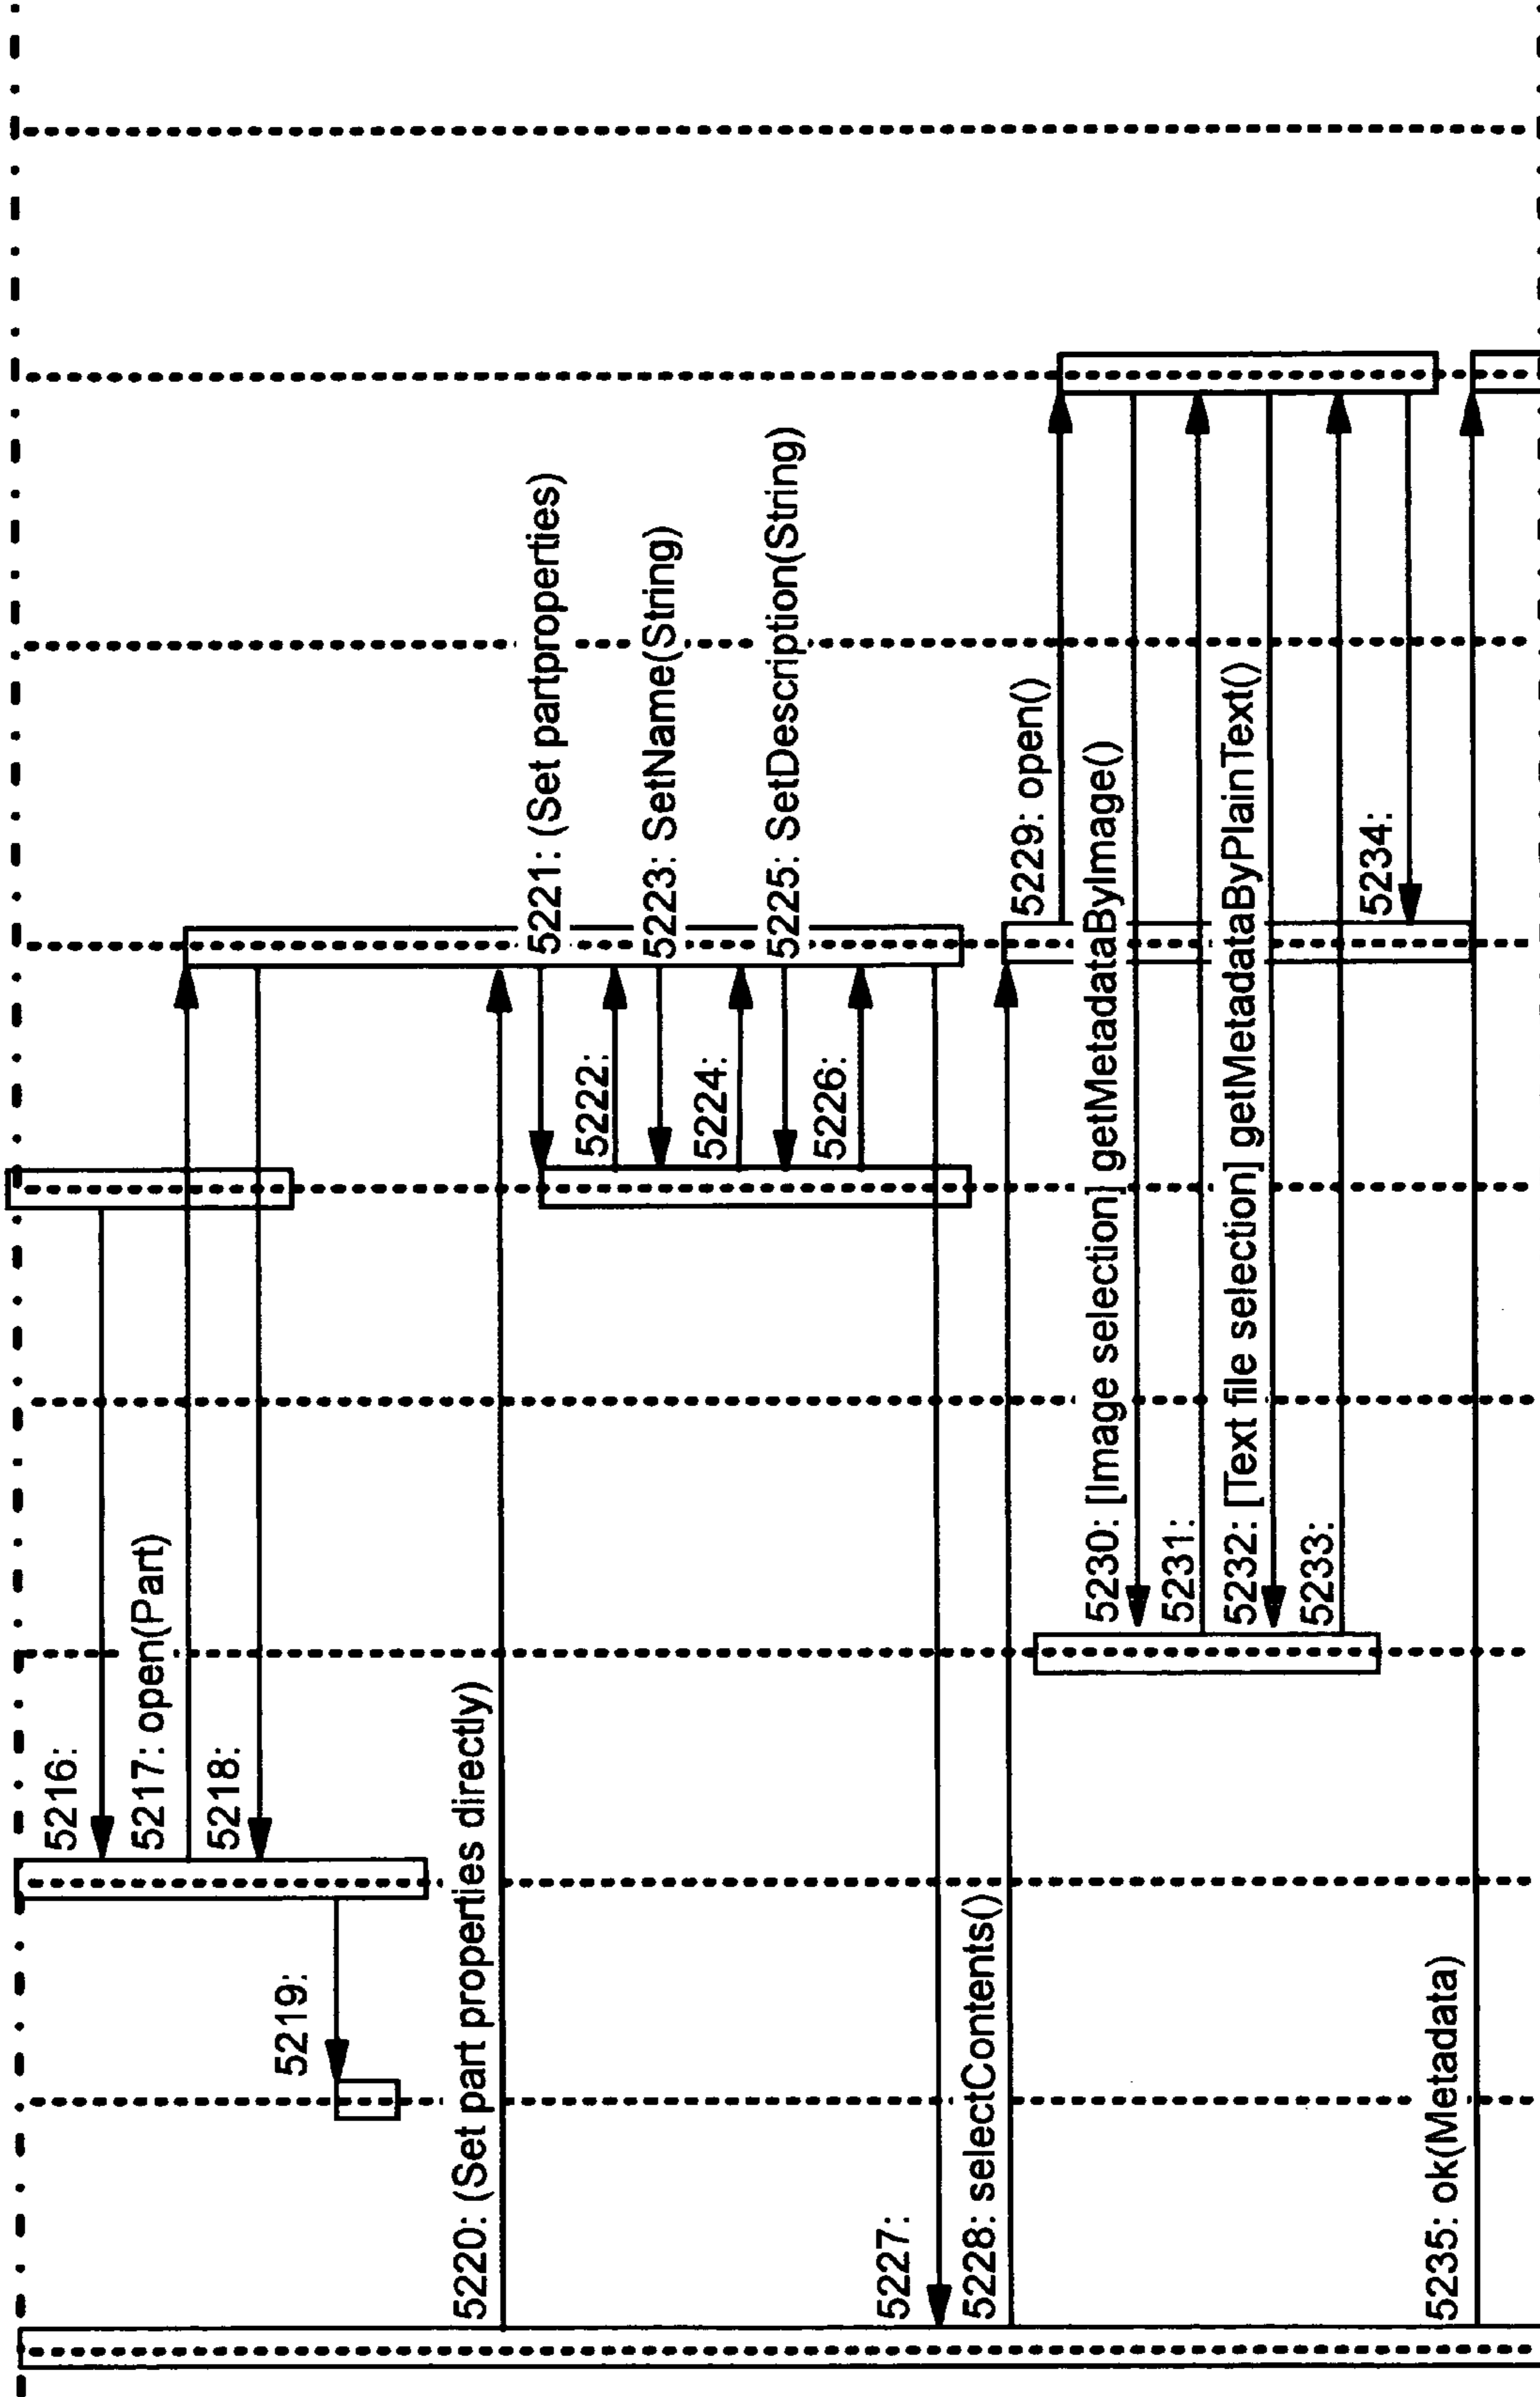 5216:
5217: open(Part)
5218:
5219:
5220: (Set part properties directly)
5221: (Set partproperties)
5222:
5223: SetName(String)
5224:
5225: SetDescription(String)
5226:
5227:
5228: selectContents()
5229: open()
5230: [Image selection] getMetadataByImage()
5231:
5232: [Text file selection] getMetadataByPlainText()
5233:
5234:
5235: ok(Metadata)